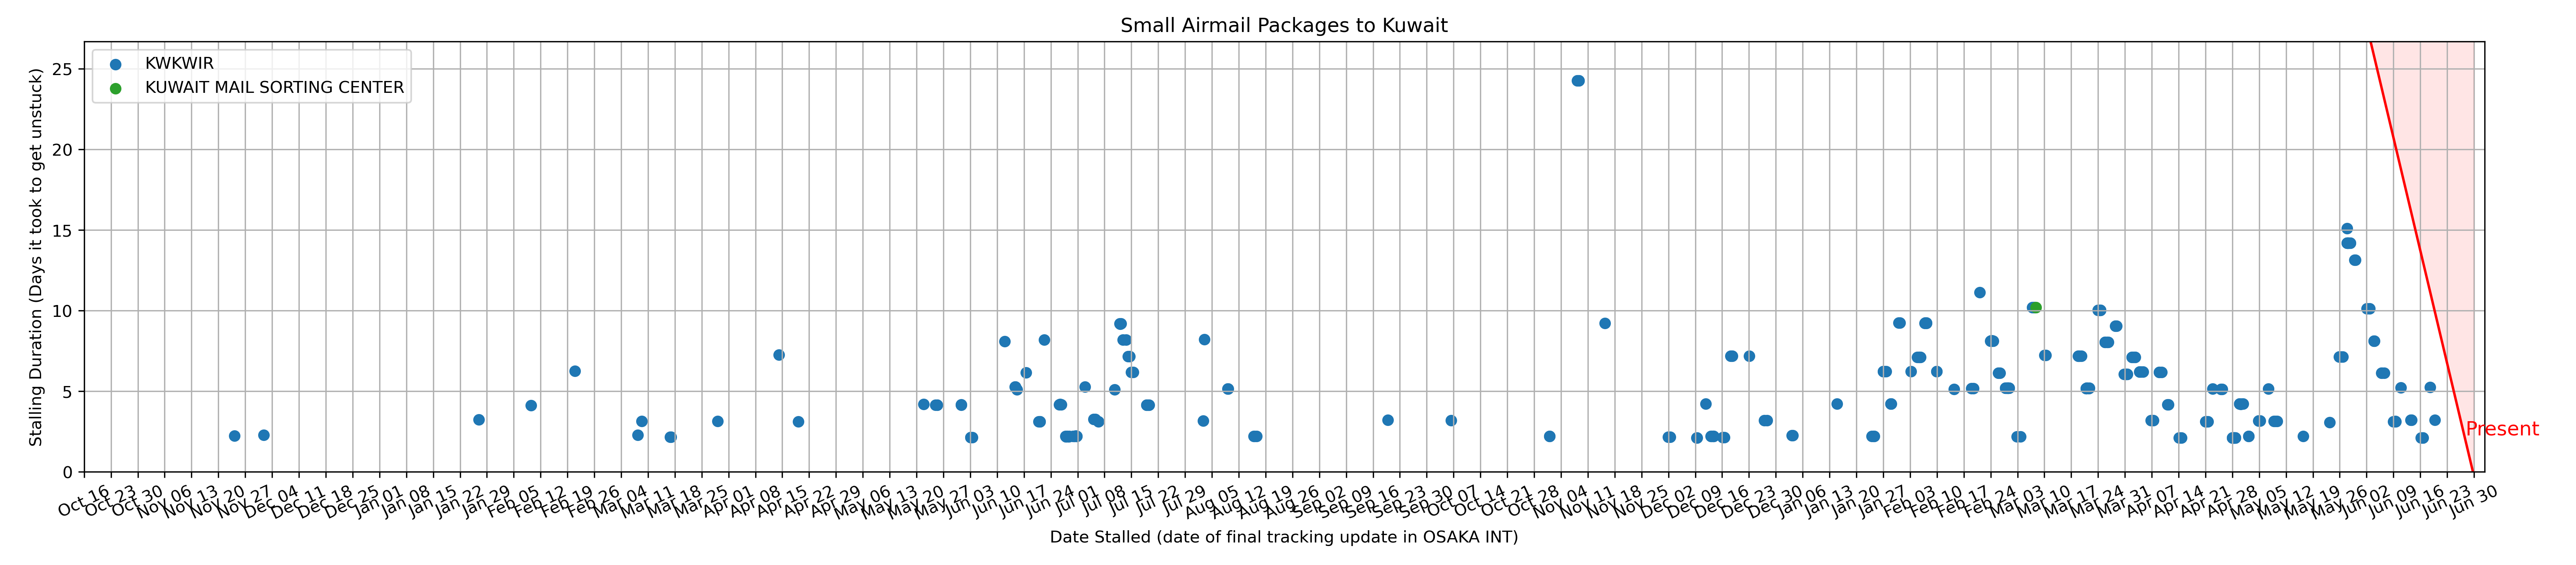 Small Airmail Packages to Kuwait
KWKWIR
KUWAIT MAIL SORTING CENTER
Stalling Duration (Days it took to get unstuck)
25
20
15
10
5
0
Present
Oct 16 Oct 23 Oct 30 Nov 06 Nov 13 Nov 20 Nov 27 Dec 04 Dec 11 Dec 18 Dec 25 Jan 01 Jan 08 Jan 15 Jan 22 Jan 29 Feb 05 Feb 12 Feb 19 Feb 26 Mar 04 Mar 11 Mar 18 Mar 25 Apr 01 Apr 08 Apr 15 Apr 22 Apr 29 May 06 May 13 May 20 May 27 Jun 03 Jun 10 Jun 17 Jun 24 Jul 01 Jul 08 Jul 15 Jul 22 Jul 29 Aug 05 Aug 12 Aug 19 Aug 26 Sep 02 Sep 09 Sep 16 Sep 23 Sep 30 Oct 07 Oct 14 Oct 21 Oct 28 Nov 04 Nov 11 Nov 18 Nov 25 Dec 02 Dec 09 Dec 16 Dec 23 Dec 30 Jan 06 Jan 13 Jan 20 Jan 27 Feb 03 Feb 10 Feb 17 Feb 24 Mar 03 Mar 10 Mar 17 Mar 24 Mar 31 Apr 07 Apr 14 Apr 21 Apr 28 May 05 May 12 May 19 May 26 Jun 02 Jun 09 Jun 16 Jun 23 Jun 30
Date Stalled (date of final tracking update in OSAKA INT)